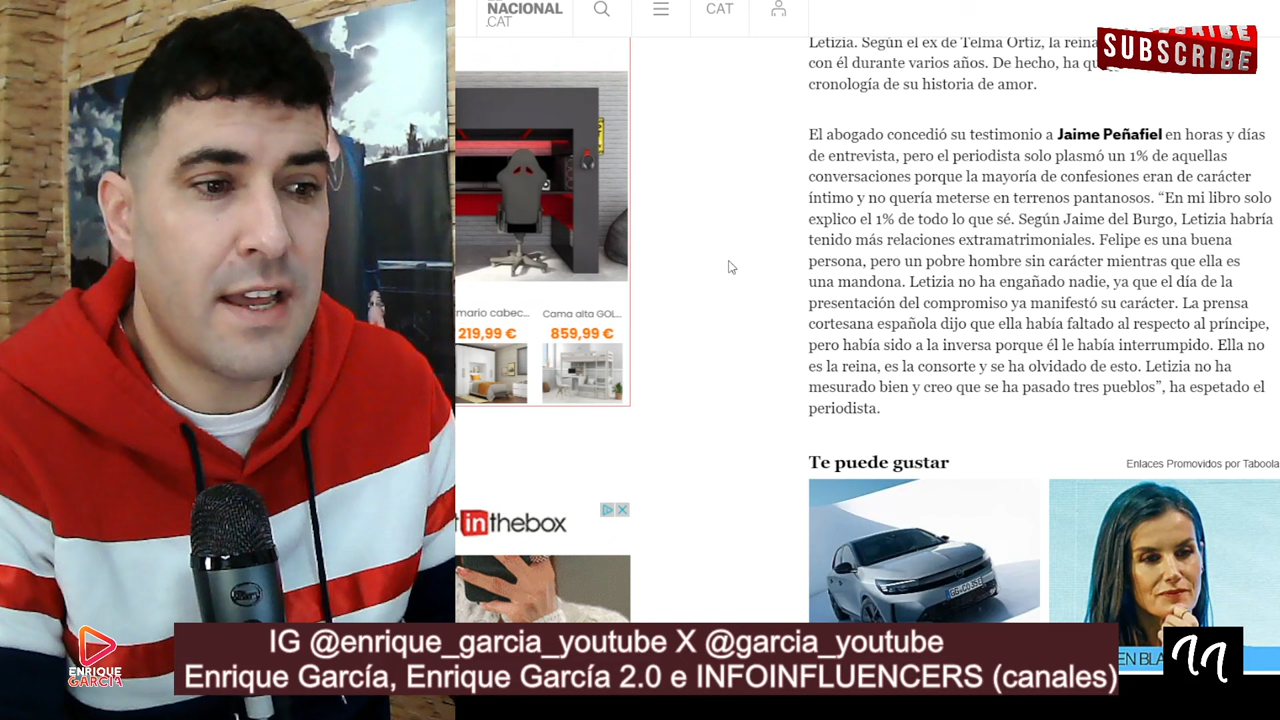 NACIONAL
.CAT
CAT
SUBSCRIBE
Letizia. Según el ex de Telma Ortiz, la reina
con él durante varios años. De hecho, ha
cronología de su historia de amor.
El abogado concedió su testimonio a Jaime Peñafiel en horas y días
de entrevista, pero el periodista solo plasmó un 1% de aquellas
conversaciones porque la mayoría de confesiones eran de carácter
íntimo y no quería meterse en terrenos pantanosos. “En mi libro solo
explico el 1% de todo lo que sé. Según Jaime del Burgo, Letizia habría
tenido más relaciones extramatrimoniales. Felipe es una buena
persona, pero un pobre hombre sin carácter mientras que ella es
una mandona. Letizia no ha engañado nadie, ya que el día de la
presentación del compromiso ya manifestó su carácter. La prensa
cortesana española dijo que ella había faltado al respecto al príncipe,
pero había sido a la inversa porque él le había interrumpido. Ella no
es la reina, es la consorte y se ha olvidado de esto. Letizia no ha
mesurado bien y creo que se ha pasado tres pueblos”, ha espetado el
periodista.
mario cabec... Cama alta GOL...
219,99 € 859,99 €
Te puede gustar
Enlaces Promovidos por Taboola
inthebox
EN BLA
IG @enrique_garcia_youtube X @garcia_youtube
Enrique García, Enrique García 2.0 e INFOINFLUENCERS (canales)
ENRIQUE
GARCÍA